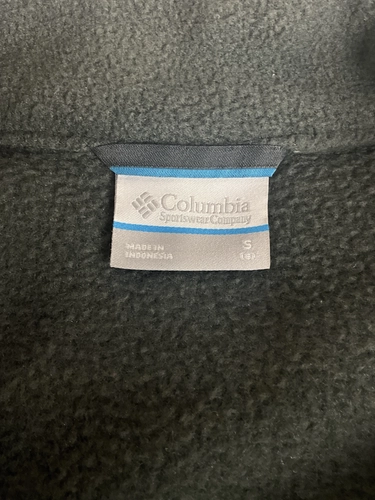 Columbia
Sportswear Company
MADE IN
INDONESIA
S